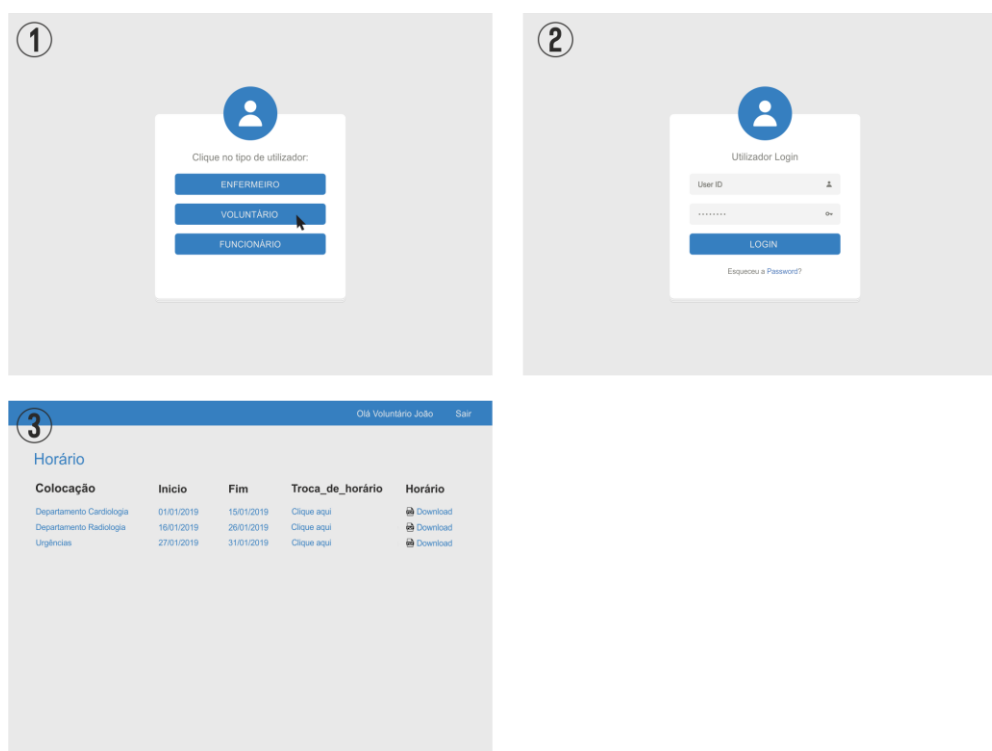 1
Clique no tipo de utilizador:
ENFERMEIRO
VOLUNTÁRIO
FUNCIONÁRIO
2
Utilizador Login
User ID
········
LOGIN
Esqueceu a Password?
3
Olá Voluntário João Sair
Horário
Colocação Inicio Fim Troca_de_horário Horário
Departamento Cardiologia 01/01/2019 15/01/2019 Clique aqui Download
Departamento Radiologia 16/01/2019 26/01/2019 Clique aqui Download
Urgências 27/01/2019 31/01/2019 Clique aqui Download